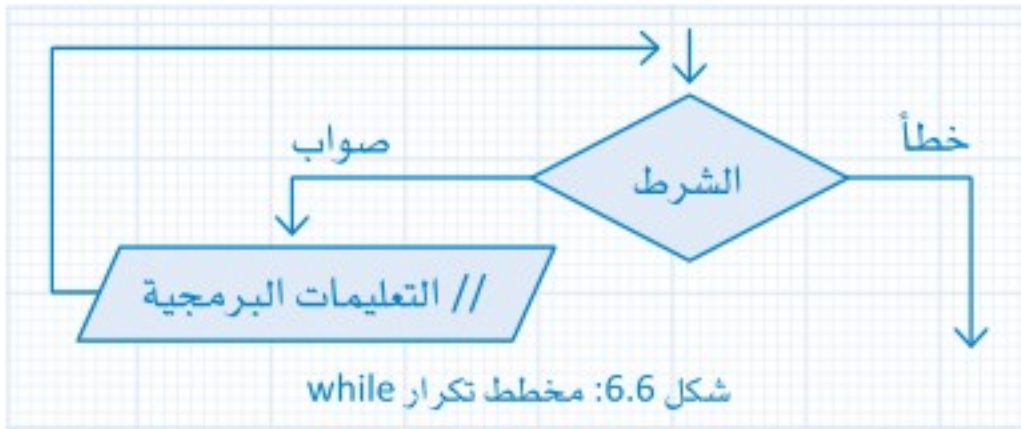 خطأ
صواب
الشرط
// التعليمات البرمجية
شكل 6.6: مخطط تكرار while